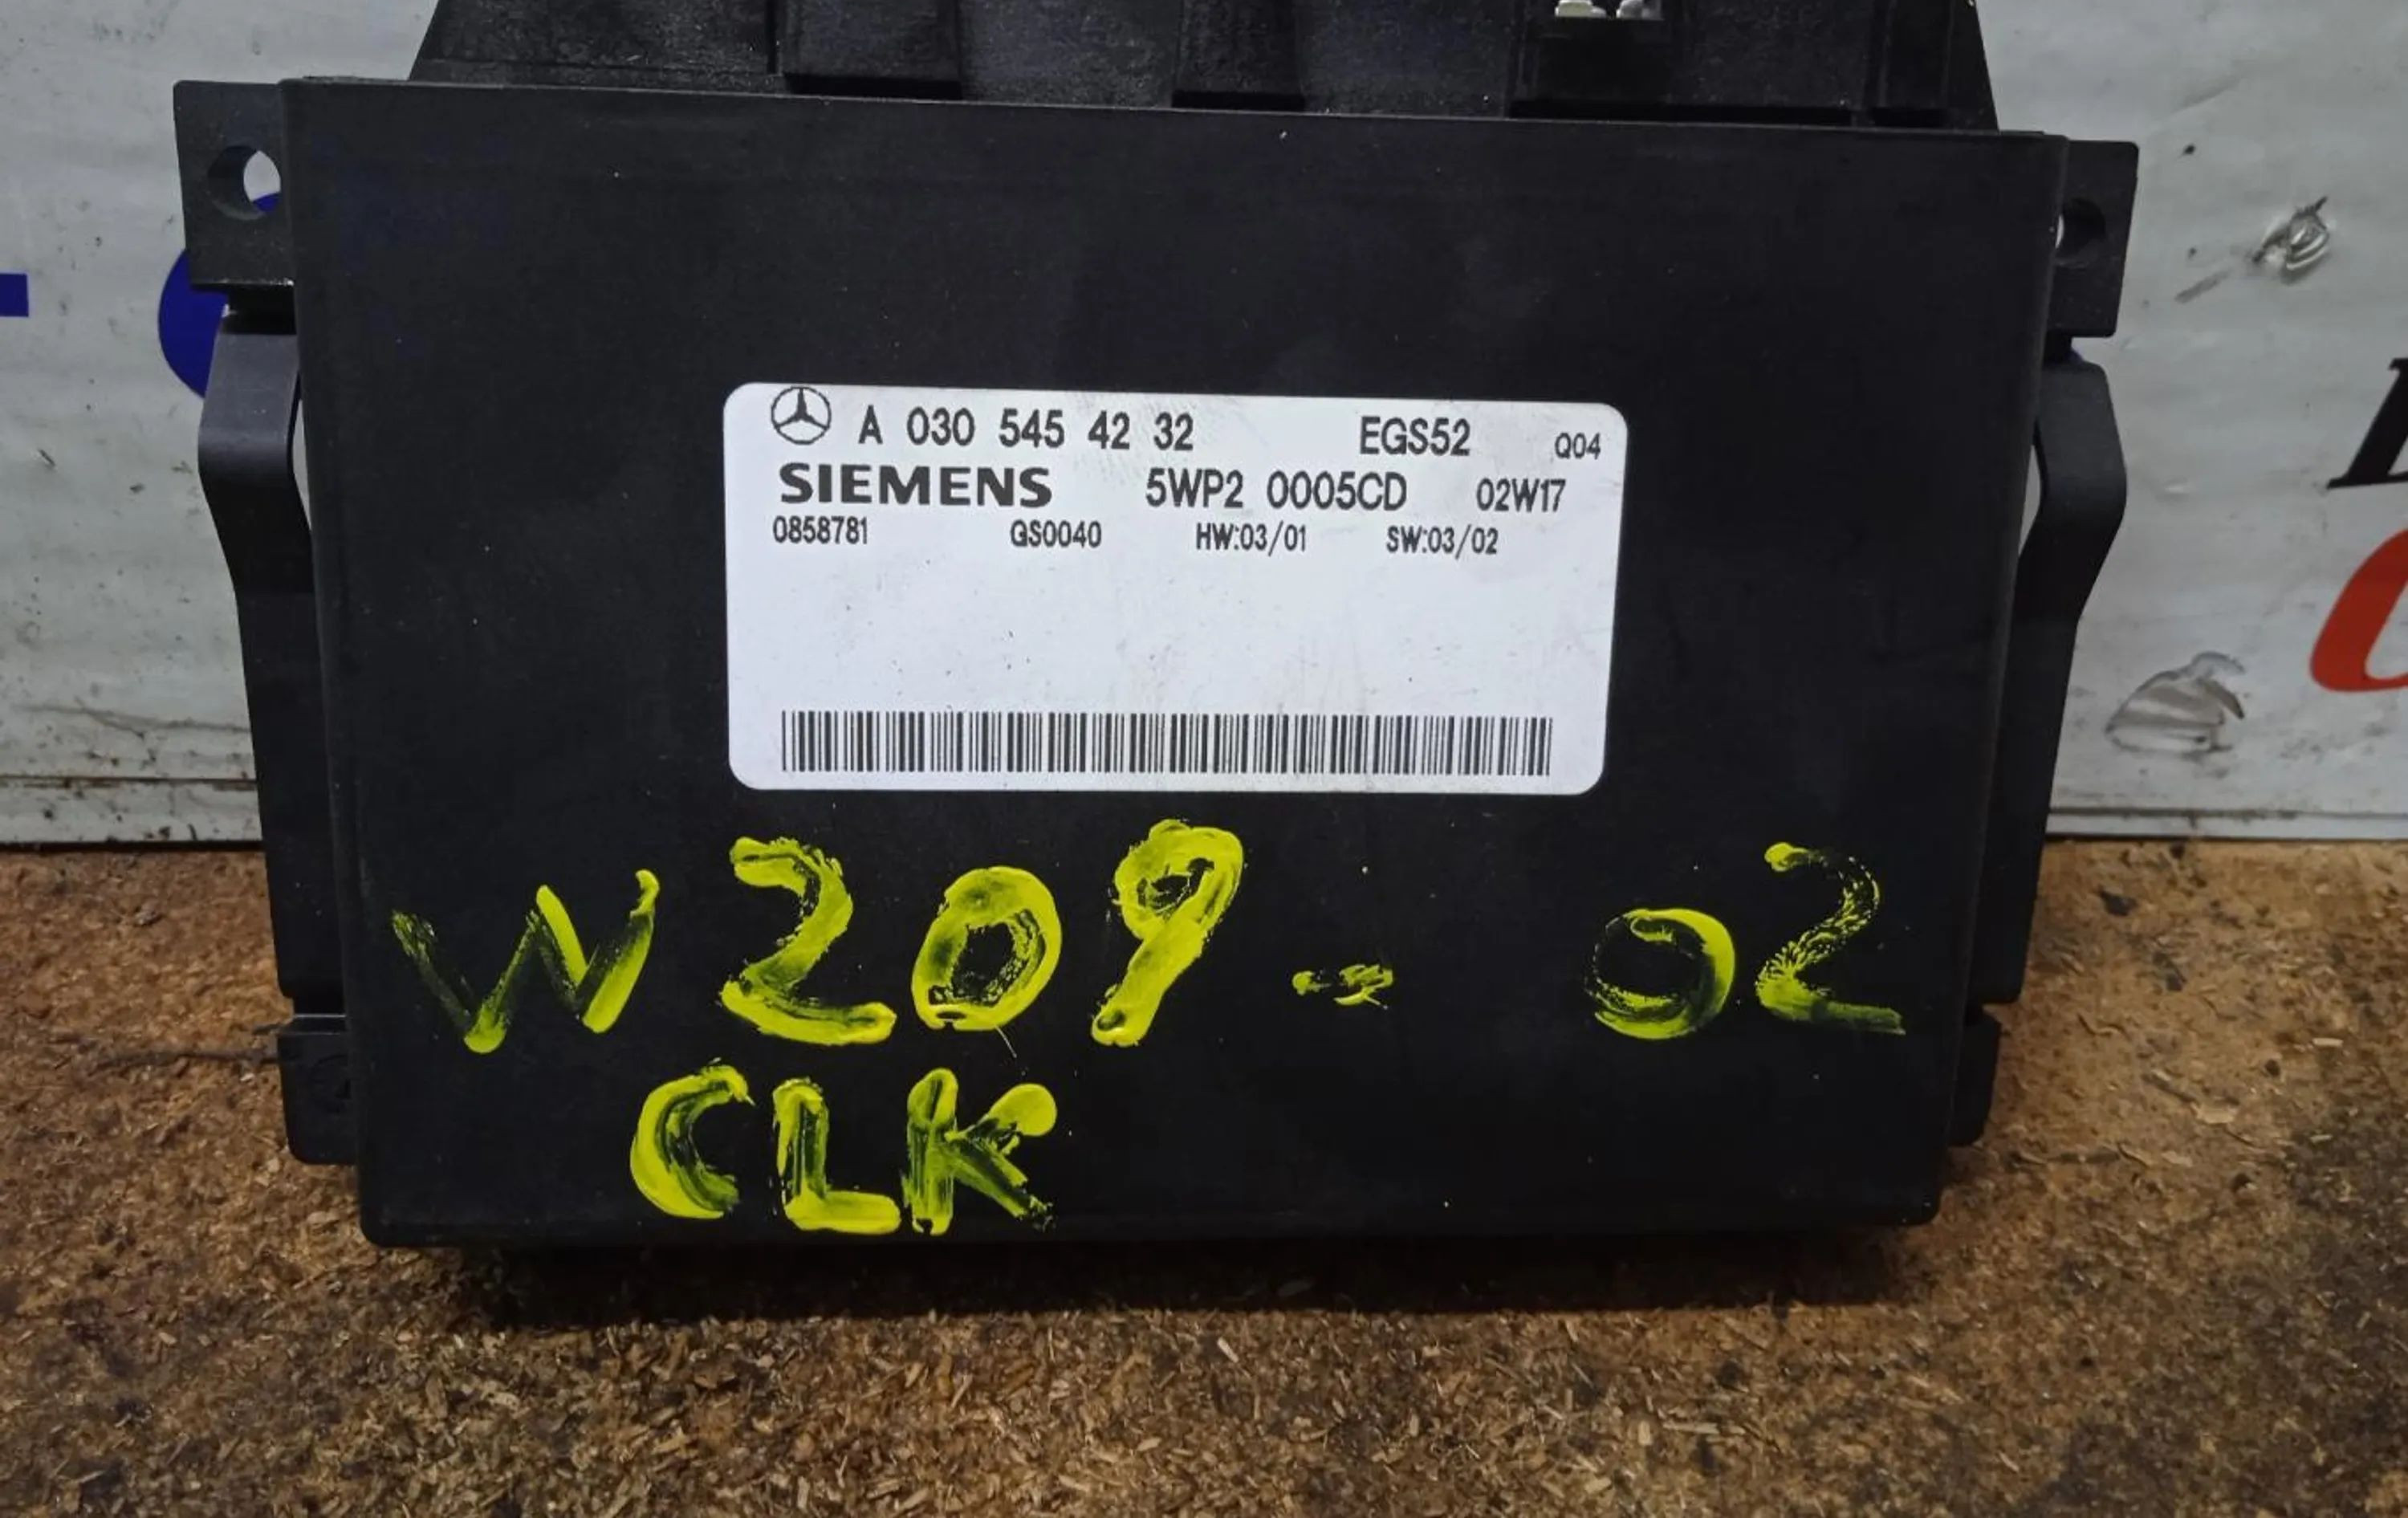 A 030 545 42 32 EGS52 Q04
SIEMENS 5WP2 0005CD 02W17
0858781 GS0040 HW:03/01 SW:03/02
W209 - 02
CLK